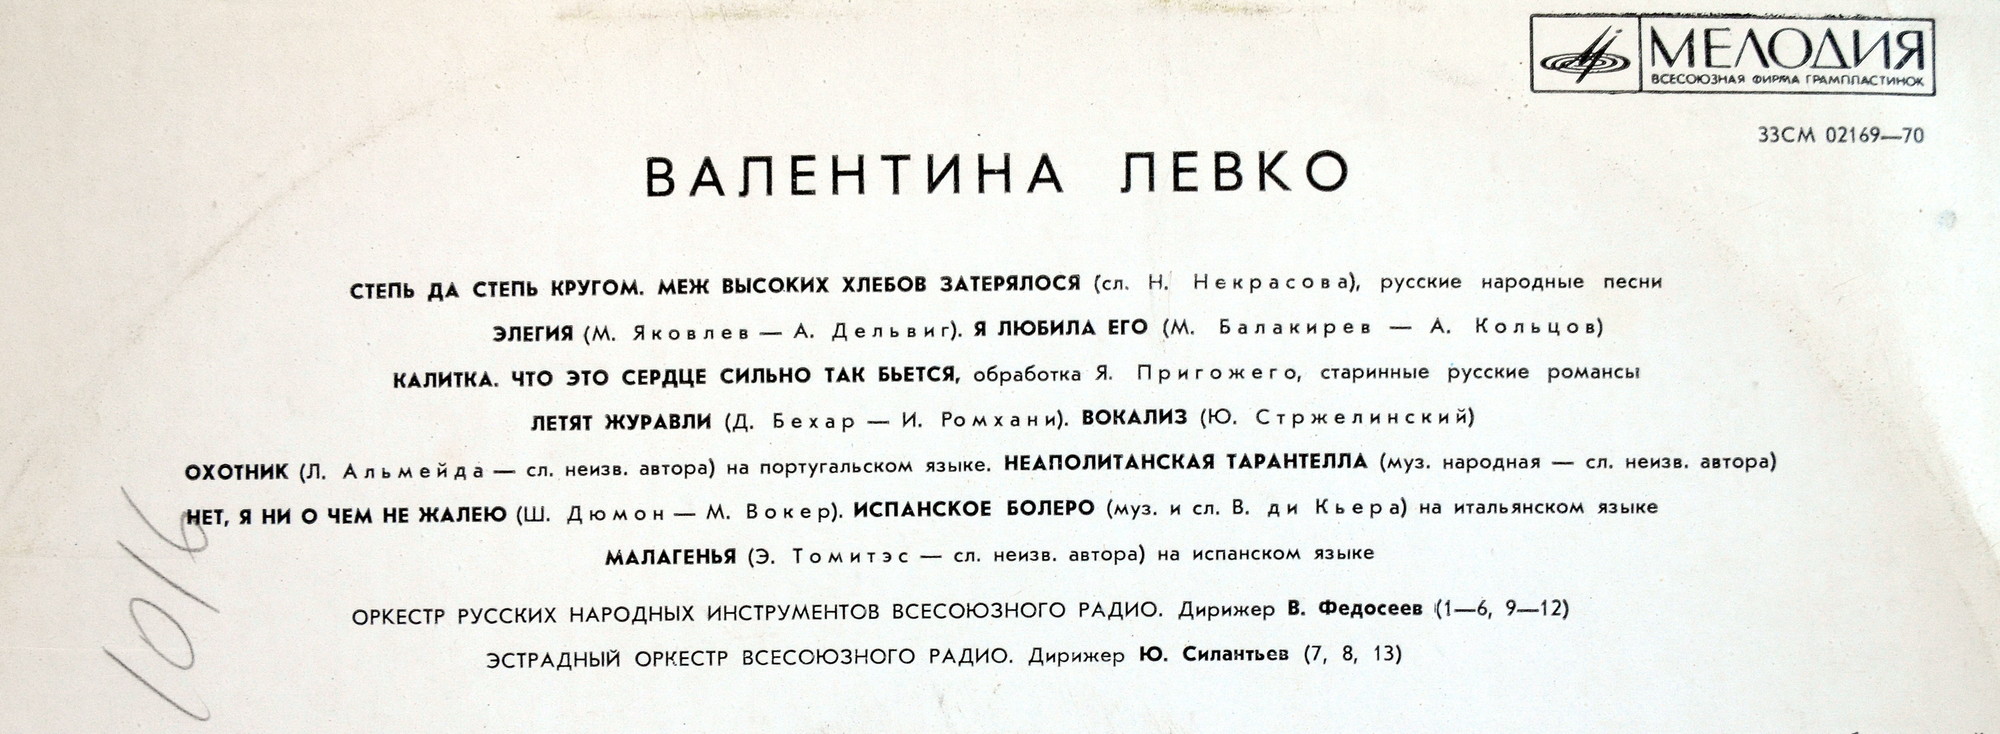 МЕЛОДИЯ
ВСЕСОЮЗНАЯ ФИРМА ГРАМПЛАСТИНОК
33СМ 02169—70
ВАЛЕНТИНА ЛЕВКО
СТЕПЬ ДА СТЕПЬ КРУГОМ. МЕЖ ВЫСОКИХ ХЛЕБОВ ЗАТЕРЯЛОСЯ (сл. Н. Некрасова), русские народные песни
ЭЛЕГИЯ (М. Яковлев — А. Дельвиг). Я ЛЮБИЛА ЕГО (М. Балакирев — А. Кольцов)
КАЛИТКА. ЧТО ЭТО СЕРДЦЕ СИЛЬНО ТАК БЬЕТСЯ, обработка Я. Пригожего, старинные русские романсы
ЛЕТЯТ ЖУРАВЛИ (Д. Бехар — И. Ромхани). ВОКАЛИЗ (Ю. Стржелинский)
ОХОТНИК (Л. Альмейда — сл. неизв. автора) на португальском языке. НЕАПОЛИТАНСКАЯ ТАРАНТЕЛЛА (муз. народная — сл. неизв. автора)
НЕТ, Я НИ О ЧЕМ НЕ ЖАЛЕЮ (Ш. Дюмон — М. Вокер). ИСПАНСКОЕ БОЛЕРО (муз. и сл. В. ди Кьера) на итальянском языке
МАЛАГЕНЬЯ (Э. Томитэс — сл. неизв. автора) на испанском языке
ОРКЕСТР РУССКИХ НАРОДНЫХ ИНСТРУМЕНТОВ ВСЕСОЮЗНОГО РАДИО. Дирижер В. Федосеев (1—6, 9—12)
ЭСТРАДНЫЙ ОРКЕСТР ВСЕСОЮЗНОГО РАДИО. Дирижер Ю. Силантьев (7, 8, 13)
10/6